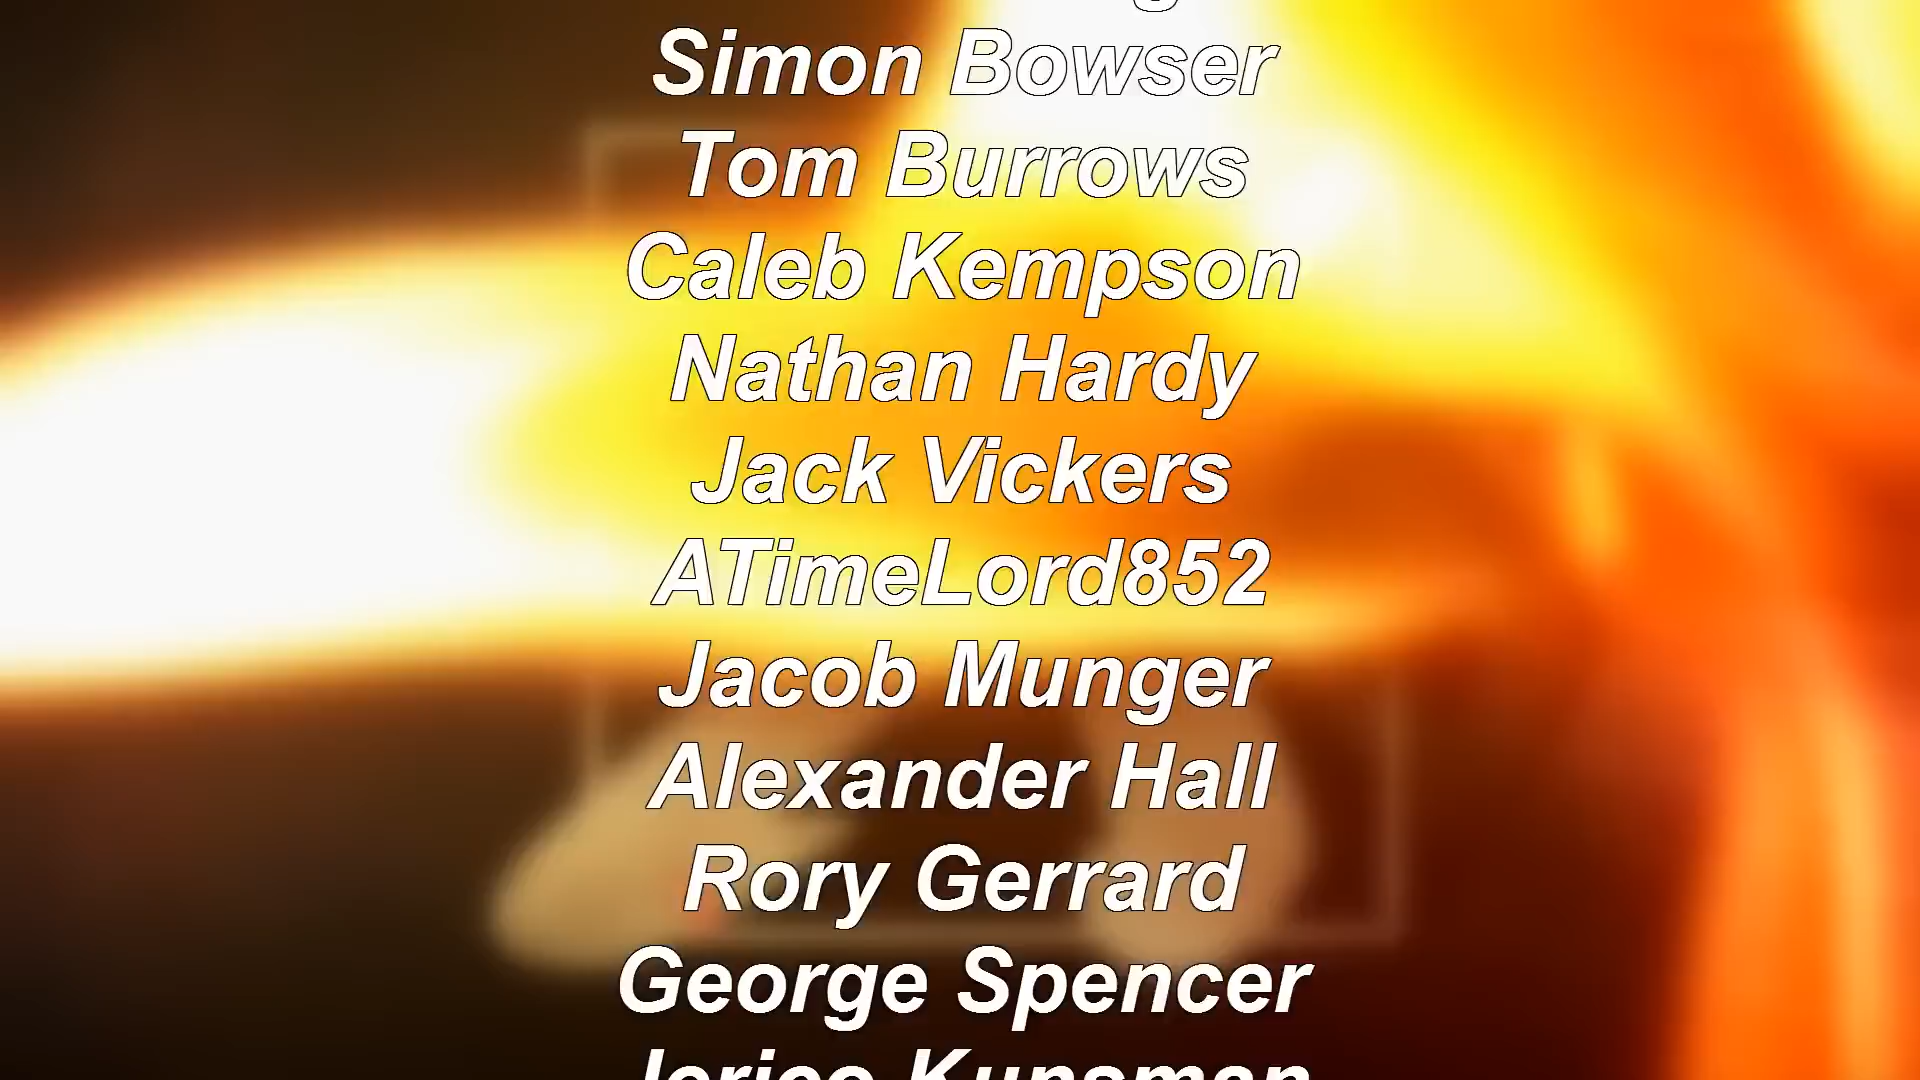 Simon Bowser
Tom Burrows
Caleb Kempson
Nathan Hardy
Jack Vickers
ATimeLord852
Jacob Munger
Alexander Hall
Rory Gerrard
George Spencer